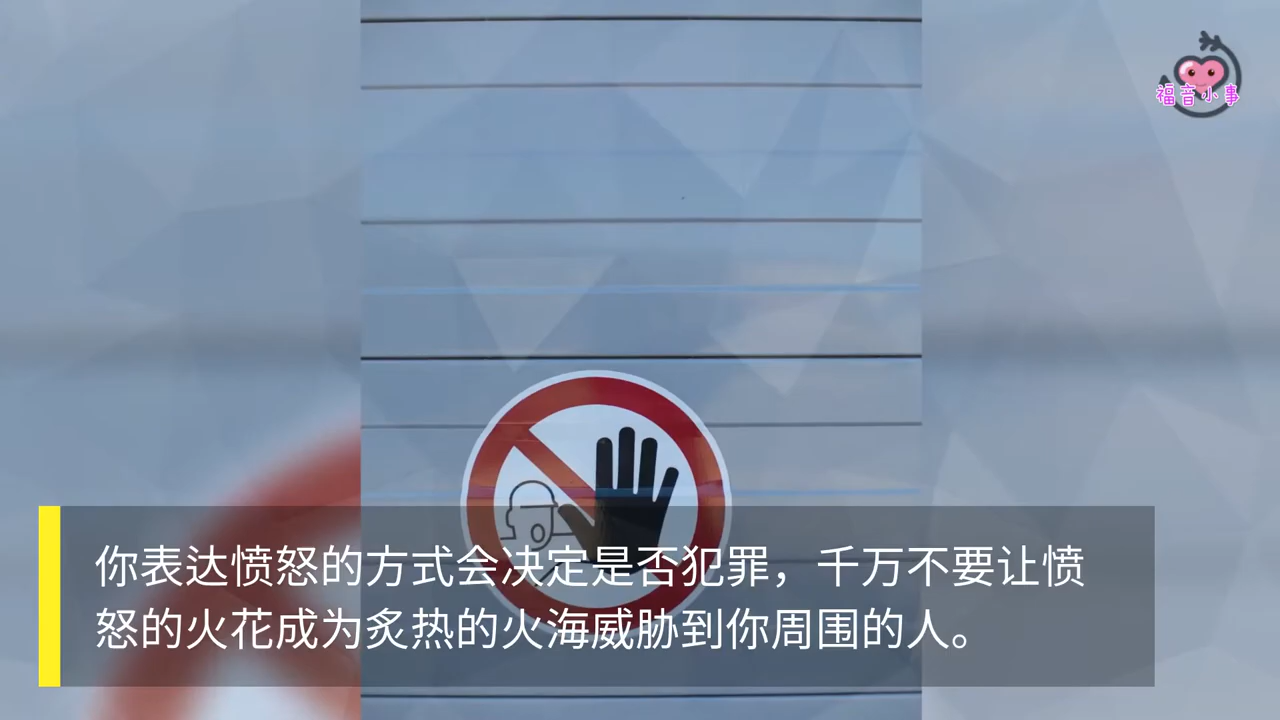 福音小事
你表达愤怒的方式会决定是否犯罪，千万不要让愤
怒的火花成为炙热的火海威胁到你周围的人。